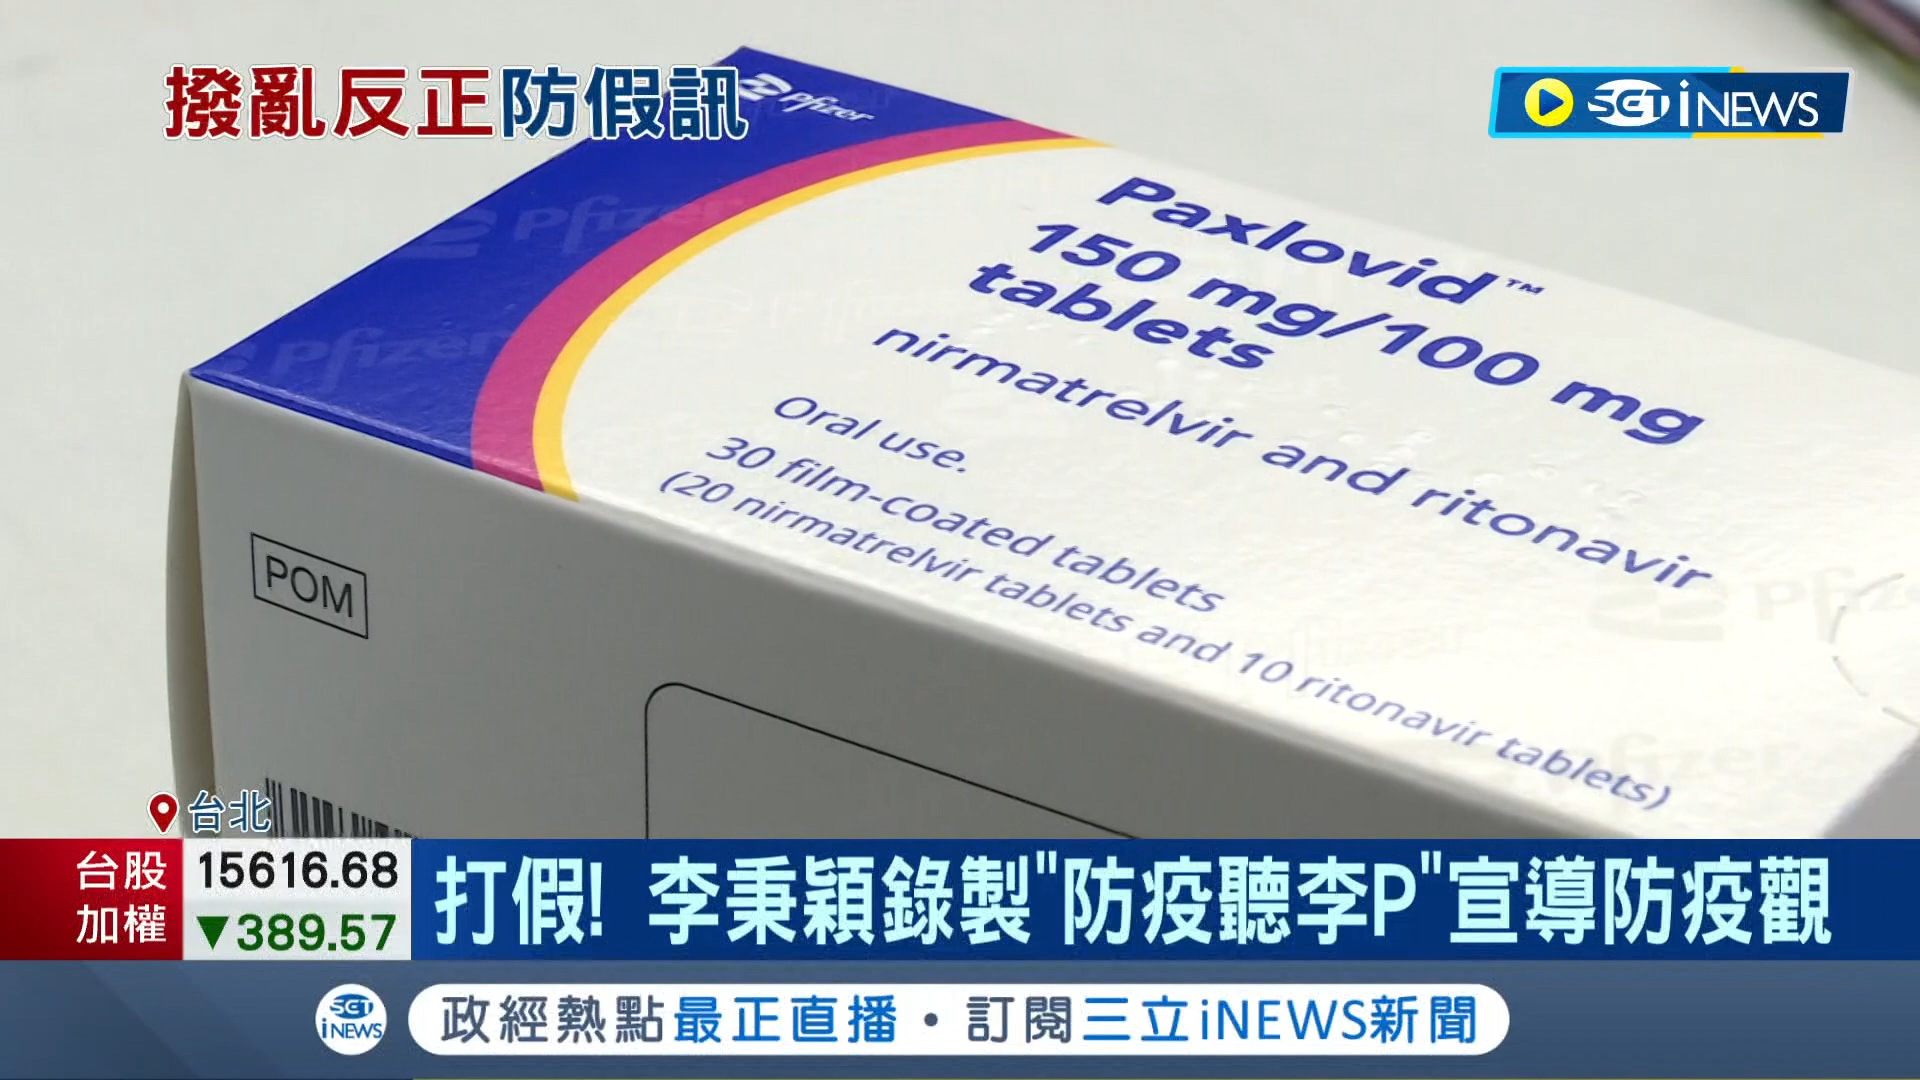 撥亂反正防假訊
SET iNEWS
Pfizer
Pfizer
Pfizer
Paxlovid™
150 mg/100 mg
tablets
nirmatrelvir and ritonavir
Oral use.
30 film-coated tablets
(20 nirmatrelvir tablets and 10 ritonavir tablets)
Pfizer
Pfizer
POM
台北
台股
加權
15616.68
▼389.57
打假! 李秉穎錄製"防疫聽李P"宣導防疫觀
SET
iNEWS
政經熱點最正直播・訂閱三立iNEWS新聞